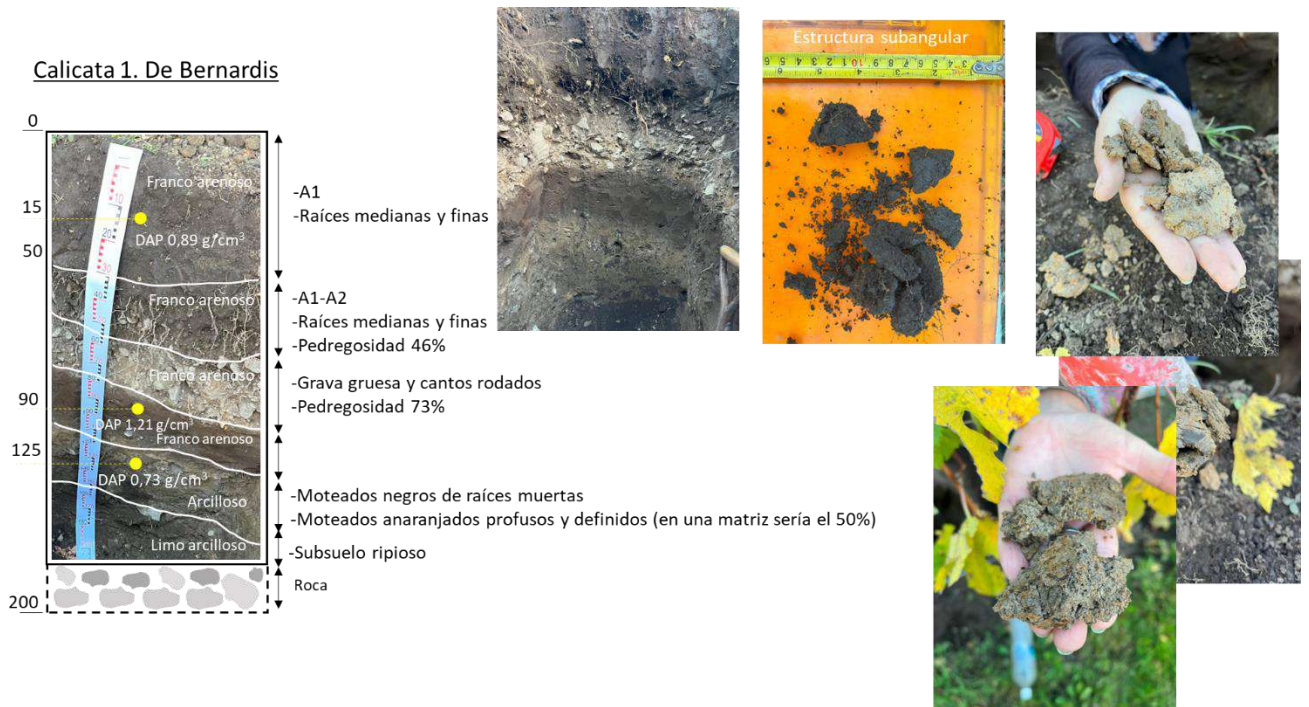 Calicata 1. De Bernardis
0
15
50
90
125
200
Franco arenoso
DAP 0,89 g/cm³
Franco arenoso
Franco arenoso
DAP 1,21 g/cm³
Franco arenoso
DAP 0,73 g/cm³
Arcilloso
Limo arcilloso
-A1
-Raíces medianas y finas
-A1-A2
-Raíces medianas y finas
-Pedregosidad 46%
-Grava gruesa y cantos rodados
-Pedregosidad 73%
-Moteados negros de raíces muertas
-Moteados anaranjados profusos y definidos (en una matriz sería el 50%)
-Subsuelo ripioso
Roca
Estructura subangular